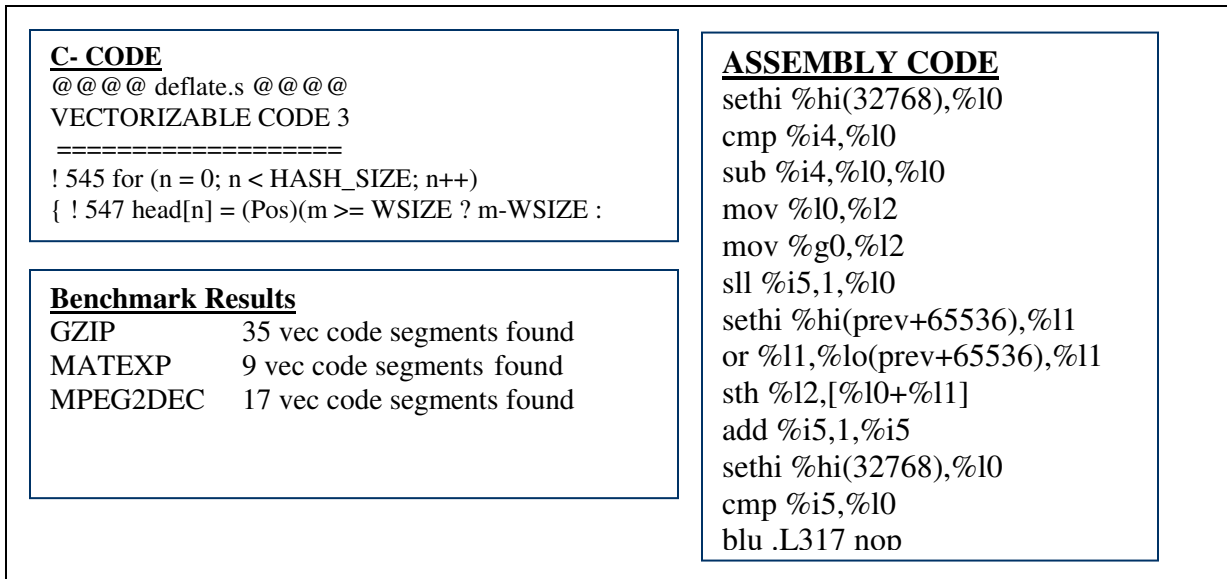 C- CODE
@@@@ deflate.s @@@@
VECTORIZABLE CODE 3
===================
! 545 for (n = 0; n < HASH_SIZE; n++)
{ ! 547 head[n] = (Pos)(m >= WSIZE ? m-WSIZE :
Benchmark Results
GZIP 35 vec code segments found
MATEXP 9 vec code segments found
MPEG2DEC 17 vec code segments found
ASSEMBLY CODE
sethi %hi(32768),%l0
cmp %i4,%l0
sub %i4,%l0,%l0
mov %l0,%l2
mov %g0,%l2
sll %i5,1,%l0
sethi %hi(prev+65536),%l1
or %l1,%lo(prev+65536),%l1
sth %l2,[%l0+%l1]
add %i5,1,%i5
sethi %hi(32768),%l0
cmp %i5,%l0
blu .L317 nop